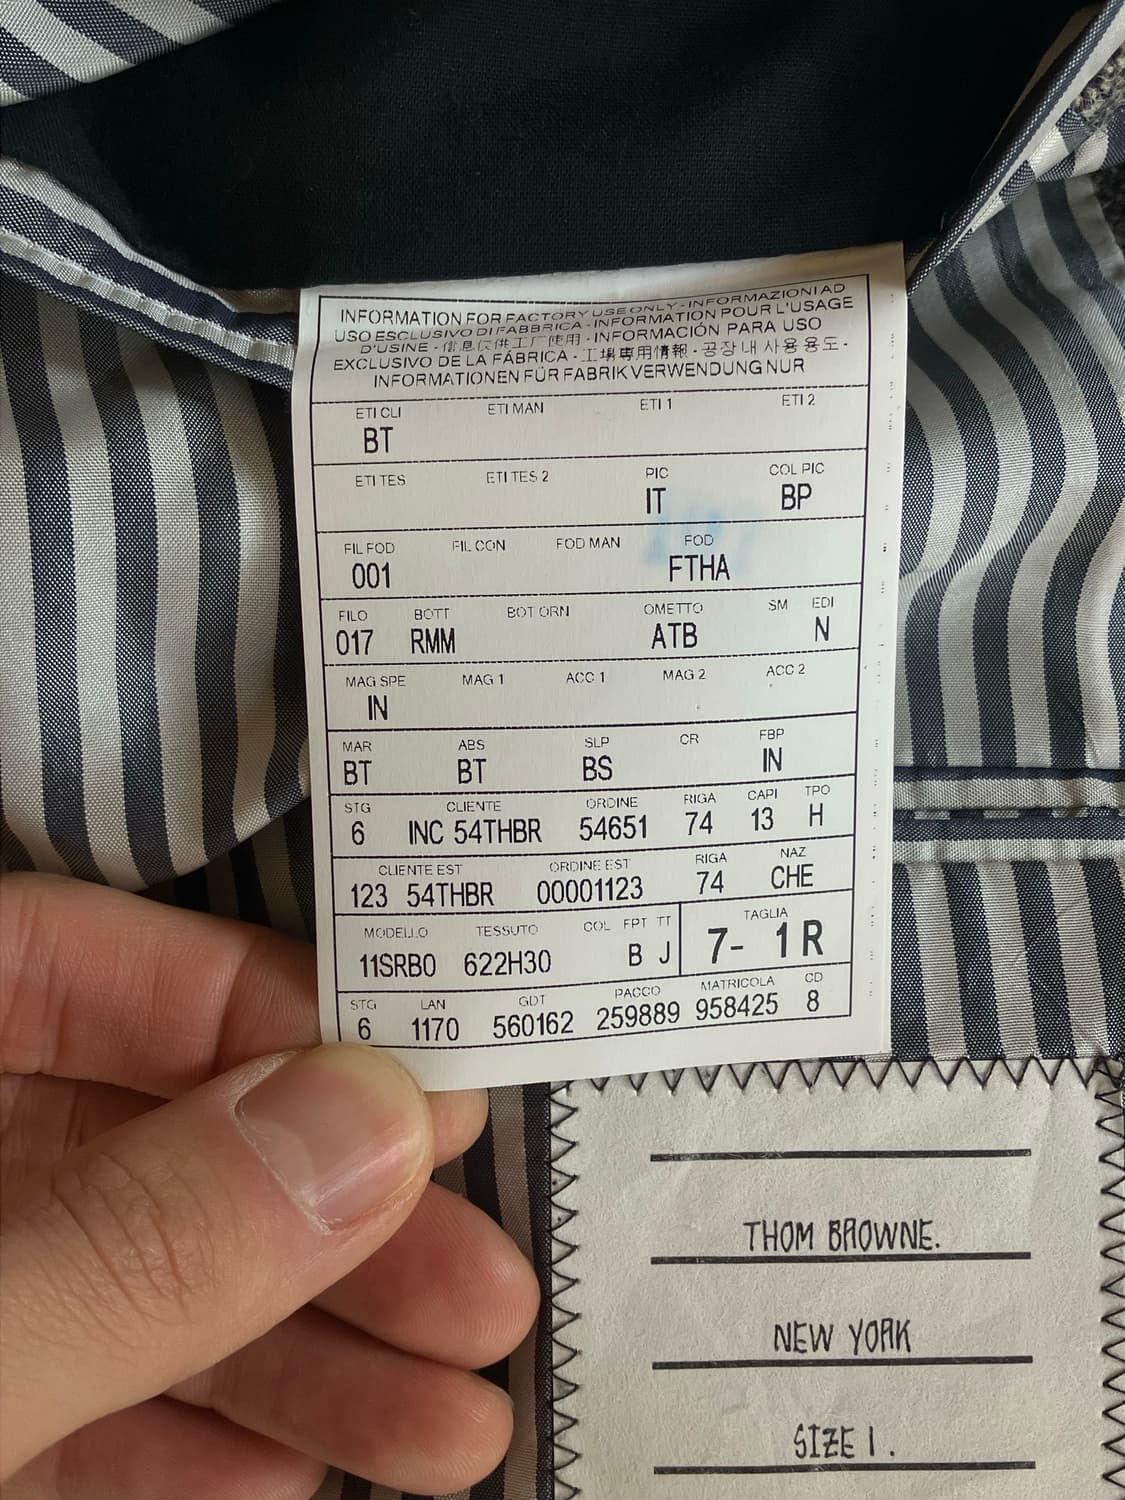 INFORMATION FOR FACTORY USE ONLY - INFORMAZIONI AD
USO ESCLUSIVO DI FABBRICA - INFORMATION POUR L'USAGE
D'USINE - 信息仅供工厂使用 - INFORMACIÓN PARA USO
EXCLUSIVO DE LA FÁBRICA - 工場専用情報 - 공장 내 사용 용도 -
INFORMATIONEN FÜR FABRIKVERWENDUNG NUR
ETI CLI ETI MAN ETI 1 ETI 2
BT
ETI TES ETI TES 2 PIC COL PIC
IT BP
FIL FOD FIL CON FOD MAN FOD
001 FTHA
FILO BOTT BOT ORN OMETTO SM EDI
017 RMM ATB N
MAG SPE MAG 1 ACC 1 MAG 2 ACC 2
IN
MAR ABS SLP CR FBP
BT BT BS IN
STG CLIENTE ORDINE RIGA CAPI TPO
6 INC 54THBR 54651 74 13 H
CLIENTE EST ORDINE EST RIGA NAZ
123 54THBR 00001123 74 CHE
MODELLO TESSUTO COL FPT TT TAGLIA
11SRB0 622H30 B J 7- 1R
STG LAN GDT PACCO MATRICOLA CD
6 1170 560162 259889 958425 8
THOM BROWNE.
NEW YORK
SIZE 1.